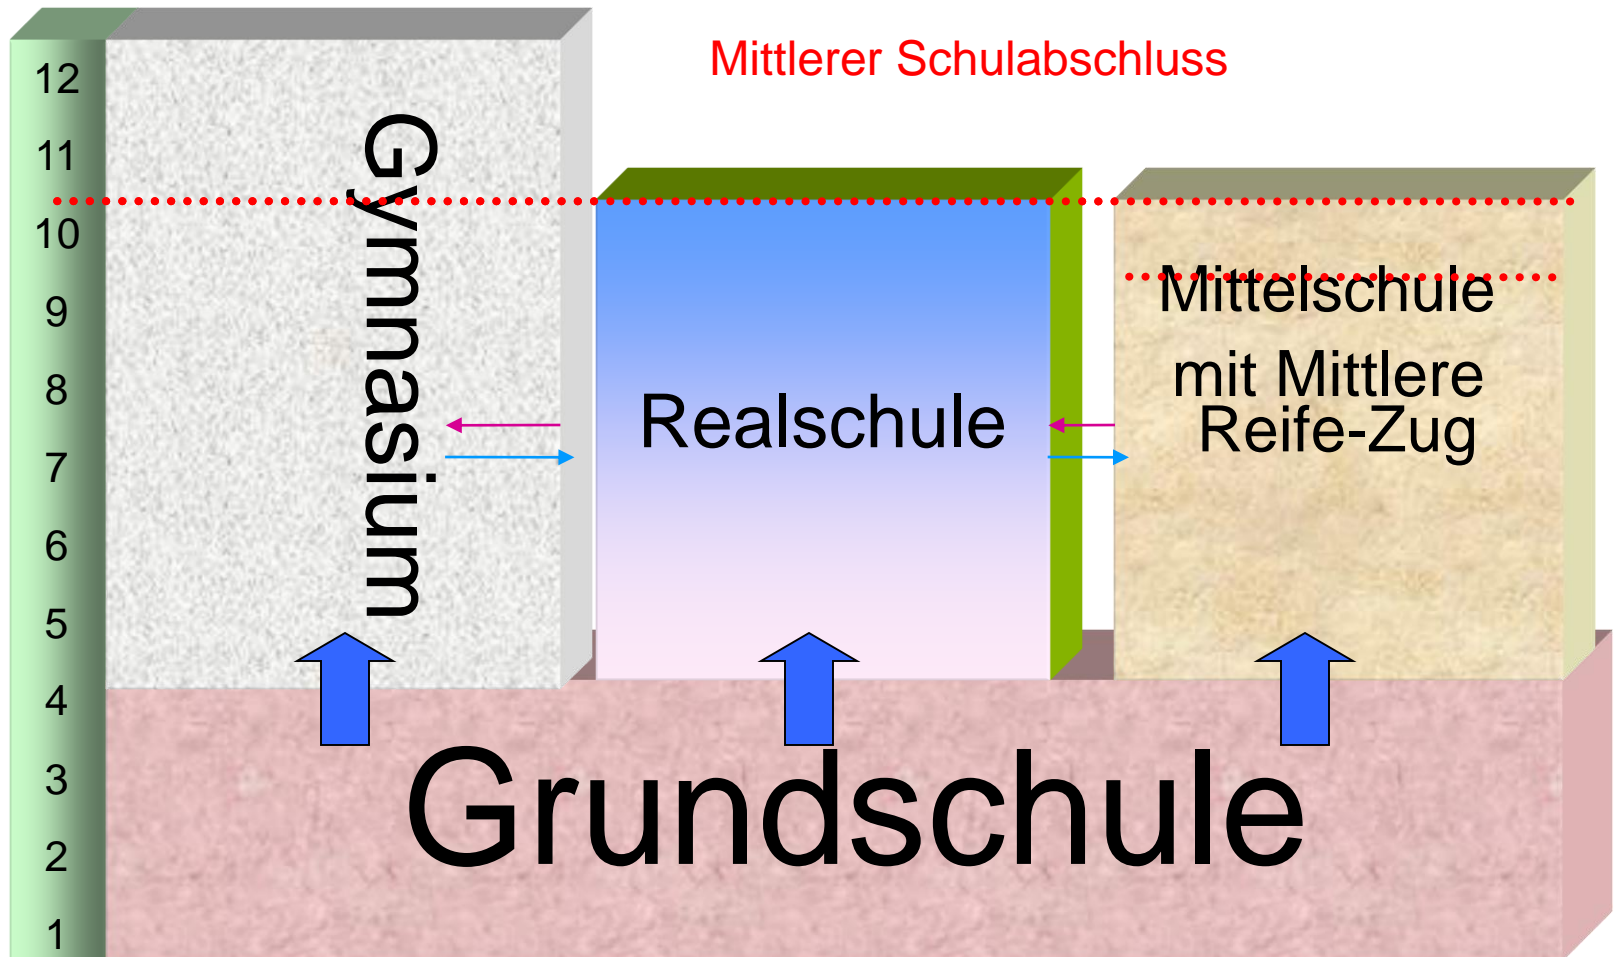 Mittlerer Schulabschluss
12
11
10
9
8
7
6
5
4
3
2
1
Gymnasium
Realschule
Mittelschule
mit Mittlere
Reife-Zug
Grundschule